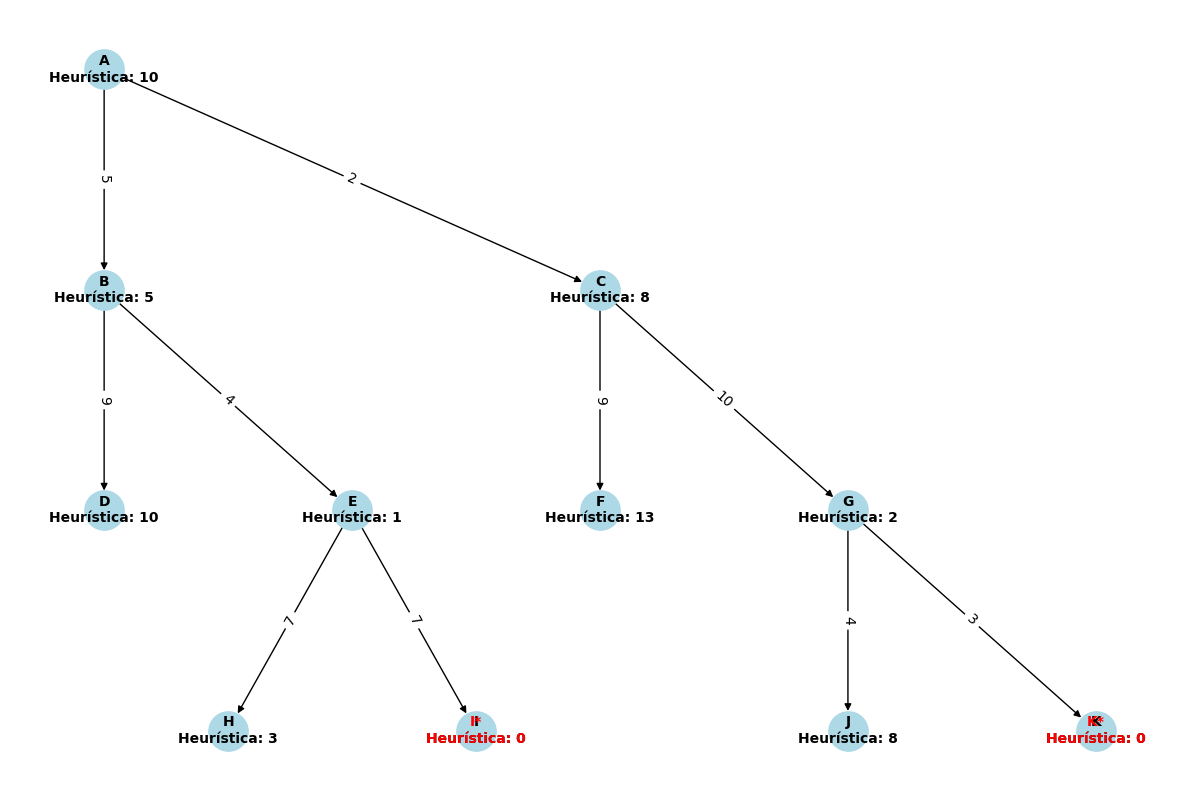 A
Heurística: 10
5
2
B
Heurística: 5
C
Heurística: 8
9
4
9
10
D
Heurística: 10
E
Heurística: 1
F
Heurística: 13
G
Heurística: 2
7
7
4
3
H
Heurística: 3
I*
Heurística: 0
J
Heurística: 8
K*
Heurística: 0